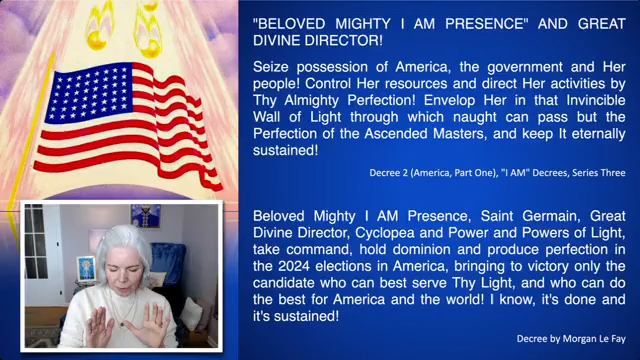 "BELOVED MIGHTY I AM PRESENCE" AND GREAT
DIVINE DIRECTOR!
Seize possession of America, the government and Her
people! Control Her resources and direct Her activities by
Thy Almighty Perfection! Envelop Her in that Invincible
Wall of Light through which naught can pass but the
Perfection of the Ascended Masters, and keep It eternally
sustained!
Decree 2 (America, Part One), "I AM" Decrees, Series Three
Beloved Mighty I AM Presence, Saint Germain, Great
Divine Director, Cyclopea and Power and Powers of Light,
take command, hold dominion and produce perfection in
the 2024 elections in America, bringing to victory only the
candidate who can best serve Thy Light, and who can do
the best for America and the world! I know, it's done and
it's sustained!
Decree by Morgan Le Fay